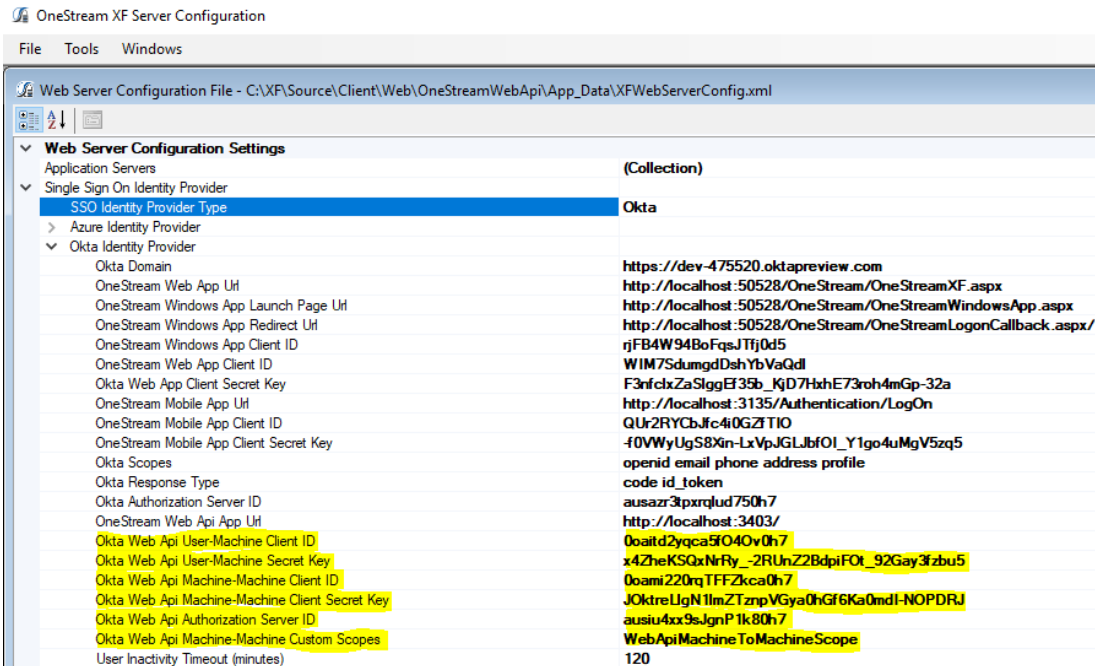 OneStream XF Server Configuration
File Tools Windows
Web Server Configuration File - C:\XF\Source\Client\Web\OneStreamWebApi\App_Data\XFWebServerConfig.xml
Web Server Configuration Settings
Application Servers (Collection)
Single Sign On Identity Provider
SSO Identity Provider Type Okta
Azure Identity Provider
Okta Identity Provider
Okta Domain https://dev-475520.oktapreview.com
OneStream Web App Url http://localhost:50528/OneStream/OneStreamXF.aspx
OneStream Windows App Launch Page Url http://localhost:50528/OneStream/OneStreamWindowsApp.aspx
OneStream Windows App Redirect Url http://localhost:50528/OneStream/OneStreamLogonCallback.aspx/
OneStream Windows App Client ID rjFB4W94BoFqsJTfj0d5
OneStream Web App Client ID WIM7SdumgdDshYbVaQdI
Okta Web App Client Secret Key F3nfclxZaSIggEf35b_KjD7HxhE73roh4mGp-32a
OneStream Mobile App Url http://localhost:3135/Authentication/LogOn
OneStream Mobile App Client ID QUr2RYCbJfc4i0GZfTIO
OneStream Mobile App Client Secret Key -f0VWyUgS8Xin-LxVpJGLJbfOI_Y1go4uMgV5zq5
Okta Scopes openid email phone address profile
Okta Response Type code id_token
Okta Authorization Server ID ausazr3tpxrqlud750h7
OneStream Web Api App Url http://localhost:3403/
Okta Web Api User-Machine Client ID 0oaitd2yqca5fO4Ov0h7
Okta Web Api User-Machine Secret Key x4ZheKSQxNrRy_-2RUnZ2BdpiFOt_92Gay3fzbu5
Okta Web Api Machine-Machine Client ID 0oami220rqTFFZkca0h7
Okta Web Api Machine-Machine Client Secret Key JOktreLIgN1ImZTznpVGya0hGf6Ka0mdI-NOPDRJ
Okta Web Api Authorization Server ID ausiu4xx9sJgnP1k80h7
Okta Web Api Machine-Machine Custom Scopes WebApiMachineToMachineScope
User Inactivity Timeout (minutes) 120